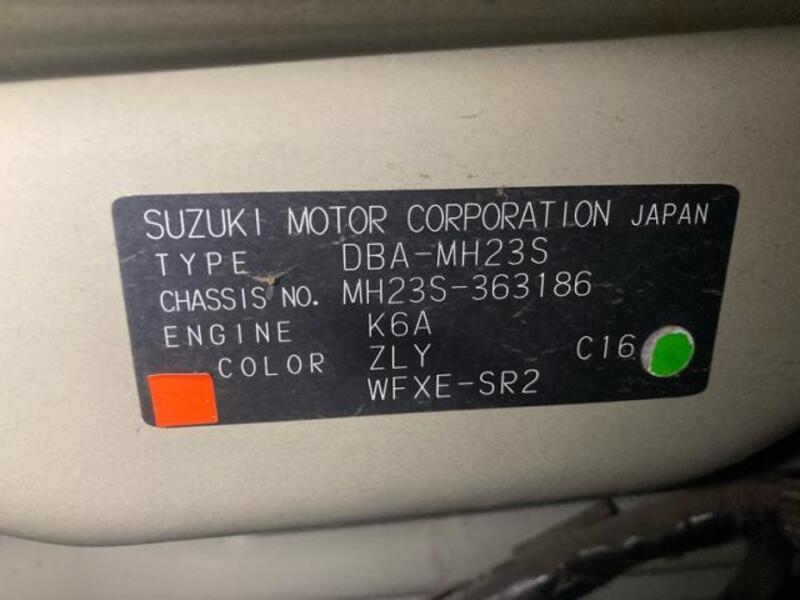 SUZUKI MOTOR CORPORATION JAPAN
TYPE DBA-MH23S
CHASSIS NO. MH23S-363186
ENGINE K6A
COLOR ZLY C16
WFXE-SR2